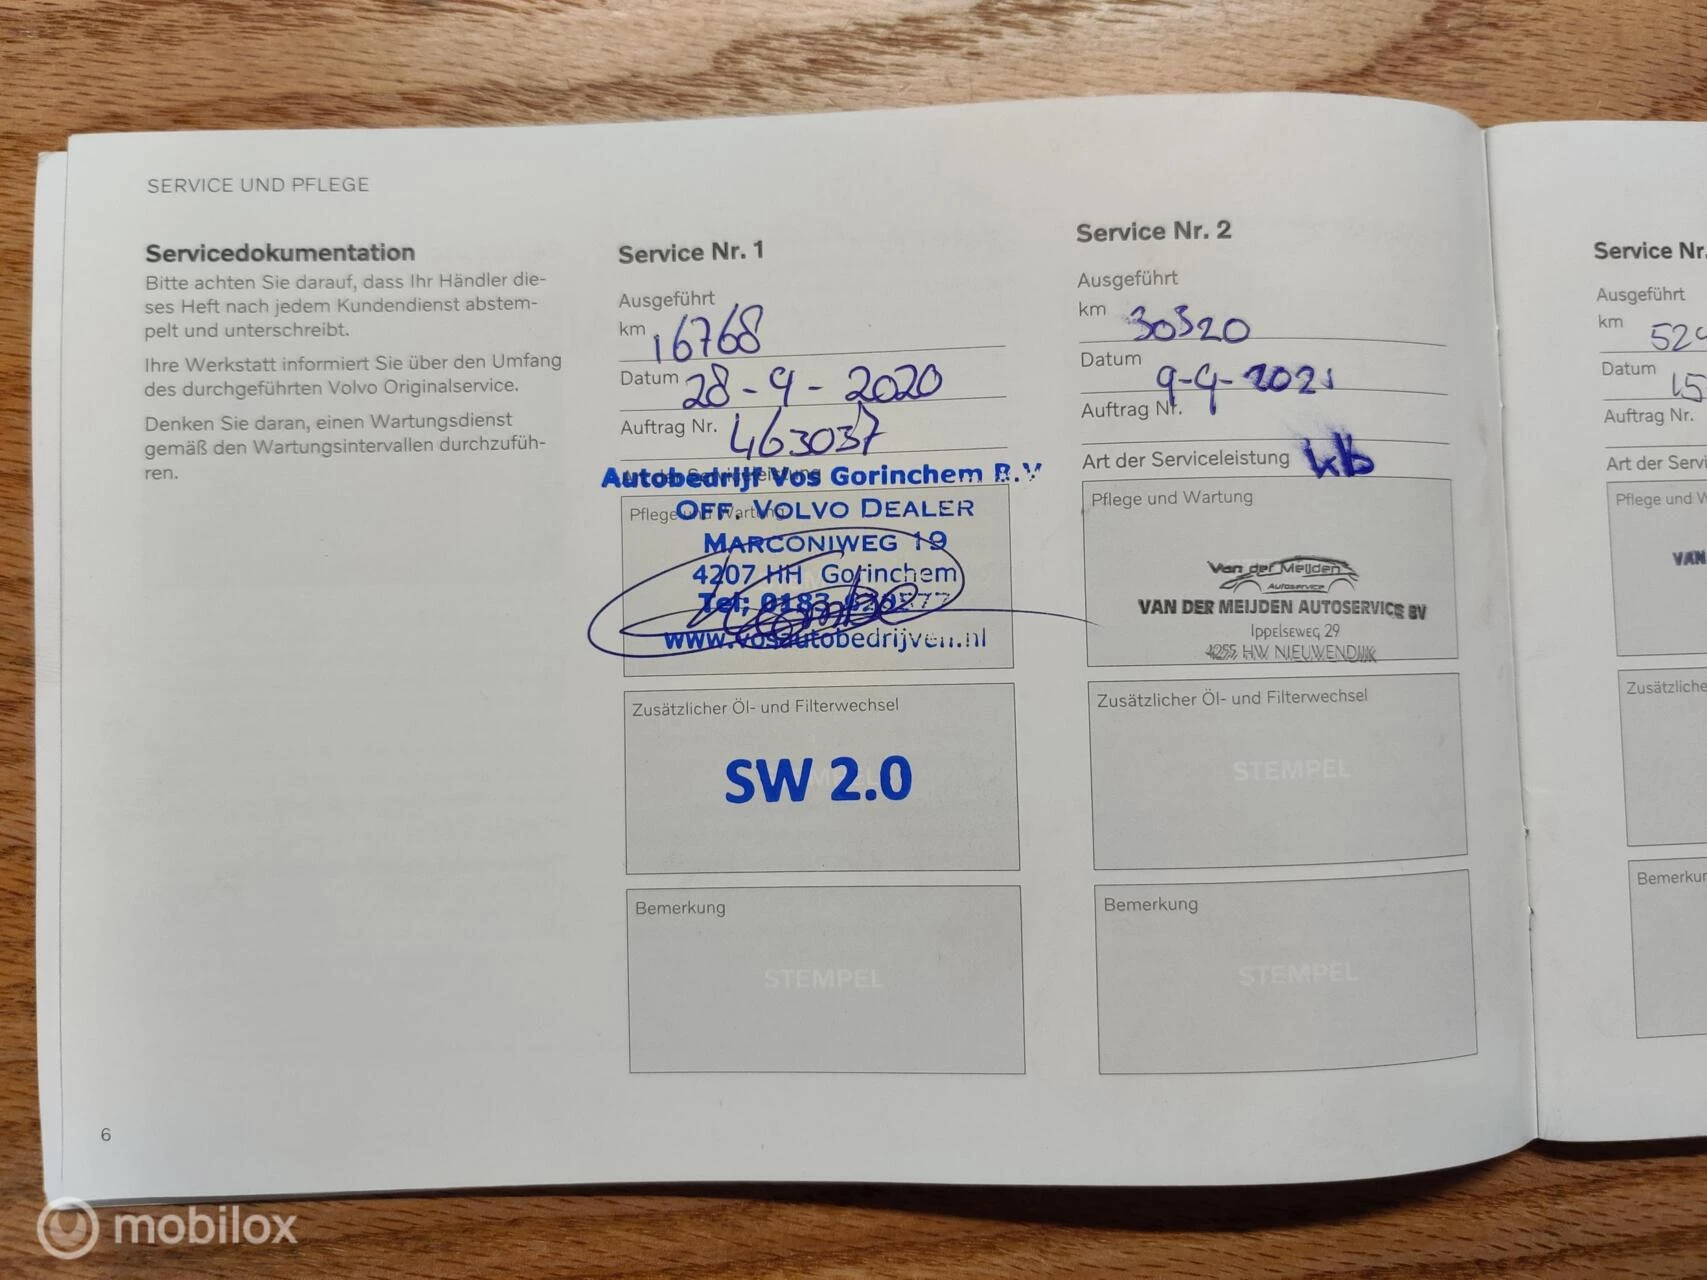 SERVICE UND PFLEGE
Servicedokumentation
Bitte achten Sie darauf, dass Ihr Händler die-
ses Heft nach jedem Kundendienst abstem-
pelt und unterschreibt.
Ihre Werkstatt informiert Sie über den Umfang
des durchgeführten Volvo Originalservice.
Denken Sie daran, einen Wartungsdienst
gemäß den Wartungsintervallen durchzufüh-
ren.
6
Service Nr. 1
Ausgeführt
km 16768
Datum 28-9-2020
Auftrag Nr. 463037
Autobedrijf Vos Gorinchem B.V
Pflege und Wartung
OFF. VOLVO DEALER
MARCONIWEG 19
4207 HH Gorinchem
Tel; 0183
www.vosautobedrijven.nl
Zusätzlicher Öl- und Filterwechsel
SW 2.0
Bemerkung
STEMPEL
Service Nr. 2
Ausgeführt
km 30320
Datum 9-4-2021
Auftrag Nr.
Art der Serviceleistung
Pflege und Wartung
Van der Meijden
Autoservice
VAN DER MEIJDEN AUTOSERVICE BV
Ippelseweg 29
4255 HW NIEUWENDIJK
Zusätzlicher Öl- und Filterwechsel
STEMPEL
Bemerkung
STEMPEL
Service Nr.
Ausgeführt
km 52
Datum 15
Auftrag Nr.
Art der Servi
Pflege und W
VAN
Zusätzliche
Bemerkun
mobilox